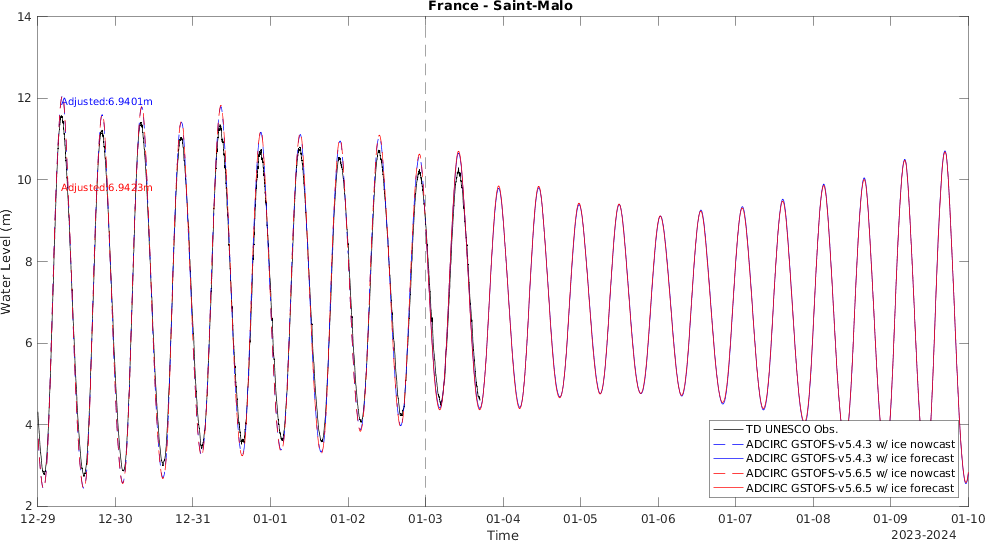 France - Saint-Malo
14
12
10
8
6
4
2
Water Level (m)
Adjusted:6.9401m
Adjusted:6.9423m
TD UNESCO Obs.
ADCIRC GSTOFS-v5.4.3 w/ ice nowcast
ADCIRC GSTOFS-v5.4.3 w/ ice forecast
ADCIRC GSTOFS-v5.6.5 w/ ice nowcast
ADCIRC GSTOFS-v5.6.5 w/ ice forecast
12-29 12-30 12-31 01-01 01-02 01-03 01-04 01-05 01-06 01-07 01-08 01-09 01-10
Time
2023-2024